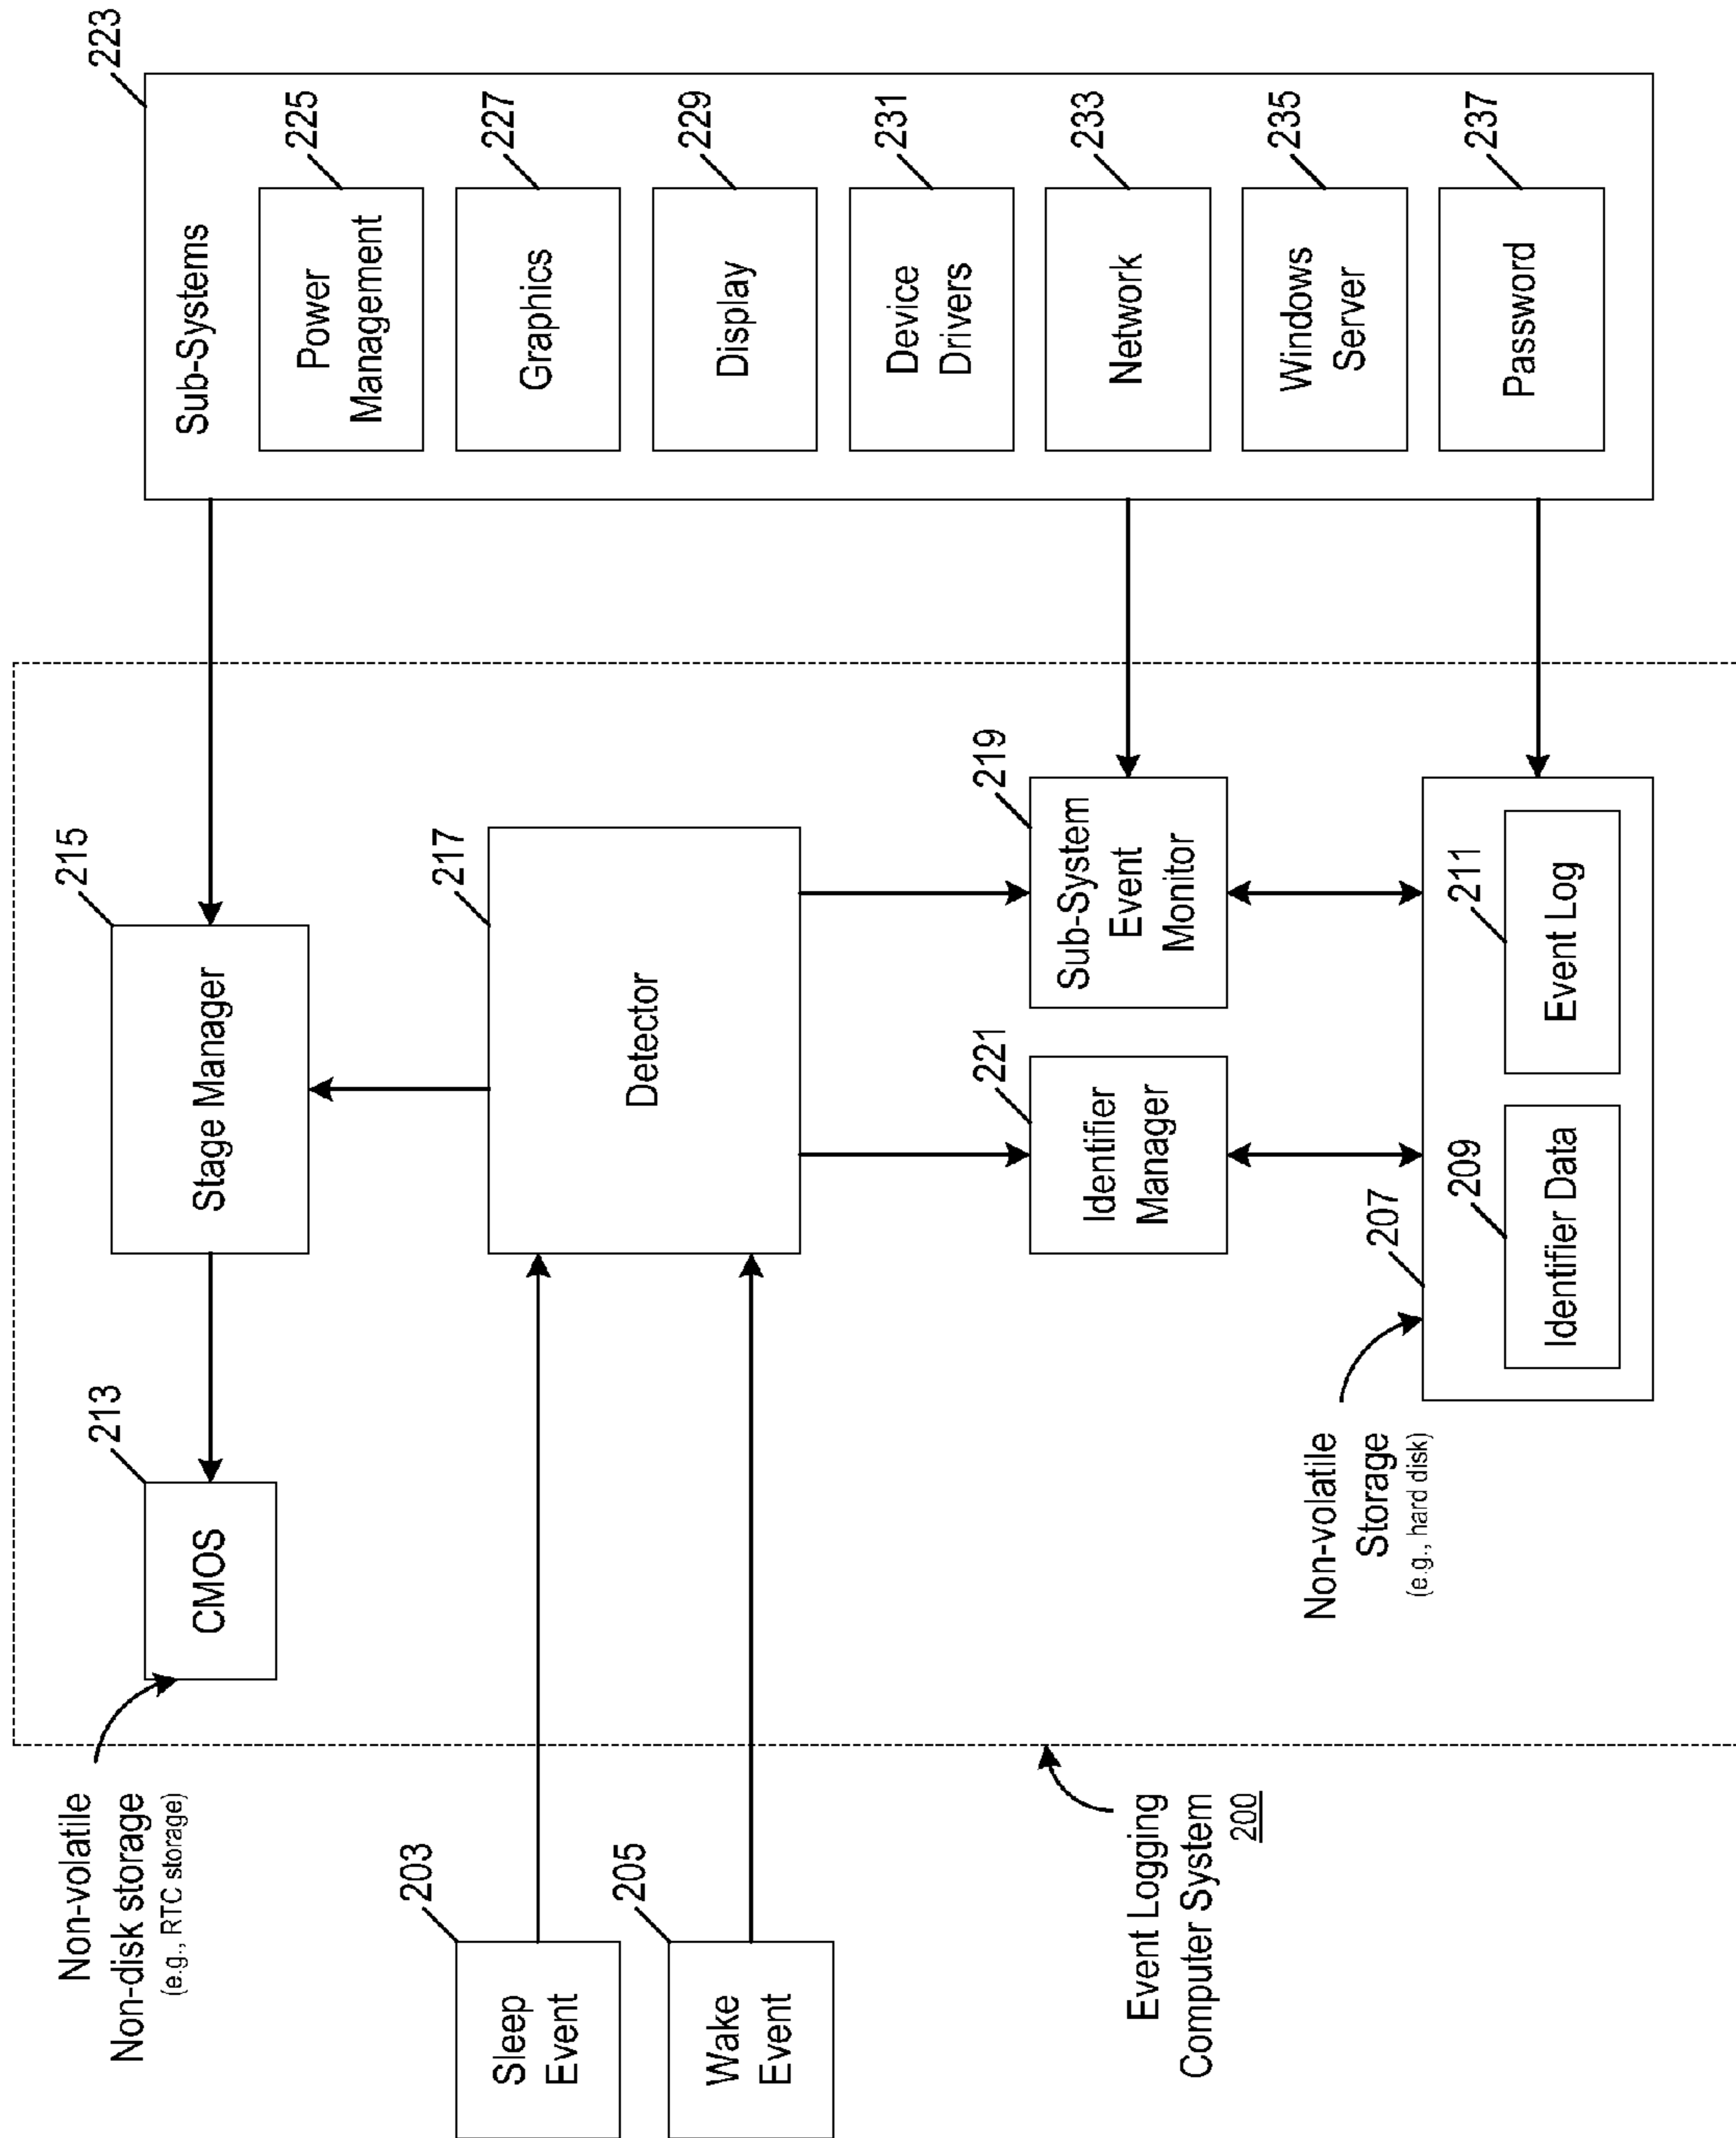 Non-volatile
Non-disk storage
(e.g., RTC storage)
213
CMOS
215
Stage Manager
203
Sleep
Event
205
Wake
Event
217
Detector
221
Identifier
Manager
219
Sub-System
Event
Monitor
Event Logging
Computer System
200
Non-volatile
Storage
(e.g., hard disk)
207
209
Identifier Data
211
Event Log
223
Sub-Systems
225
Power
Management
227
Graphics
229
Display
231
Device
Drivers
233
Network
235
Windows
Server
237
Password